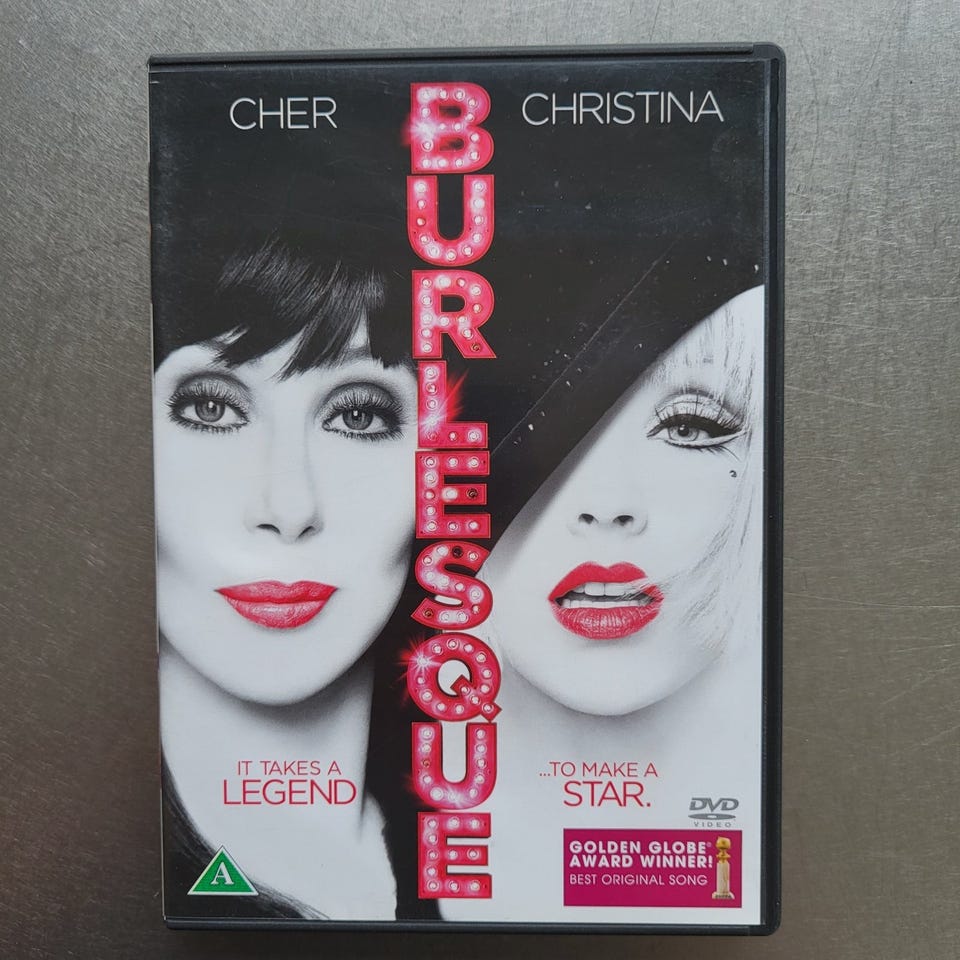 CHER
CHRISTINA
BURLESQUE
IT TAKES A
LEGEND
...TO MAKE A
STAR.
DVD
VIDEO
GOLDEN GLOBE®
AWARD WINNER!
BEST ORIGINAL SONG
A